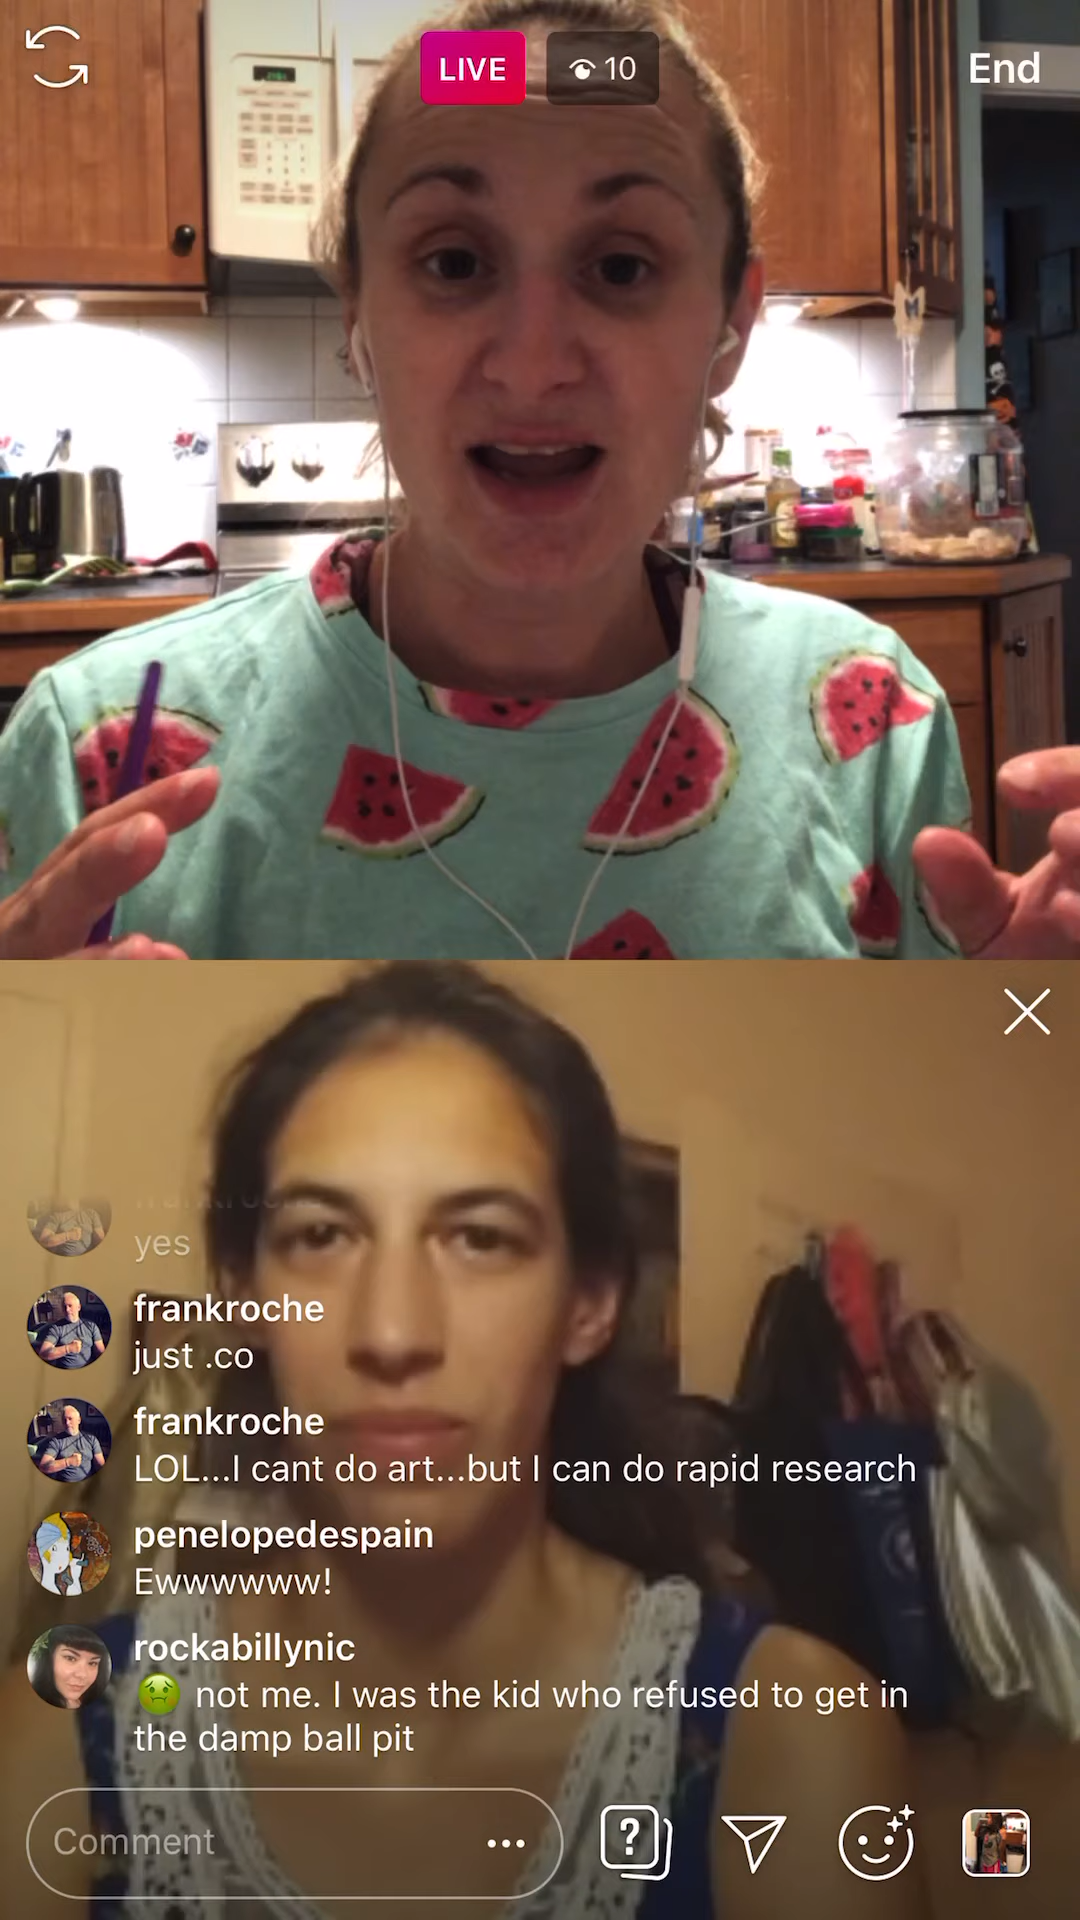 LIVE
10
End
yes
frankroche
just .co
frankroche
LOL...I cant do art...but I can do rapid research
penelopedespain
Ewwwwww!
rockabillynic
🤢 not me. I was the kid who refused to get in
the damp ball pit
Comment